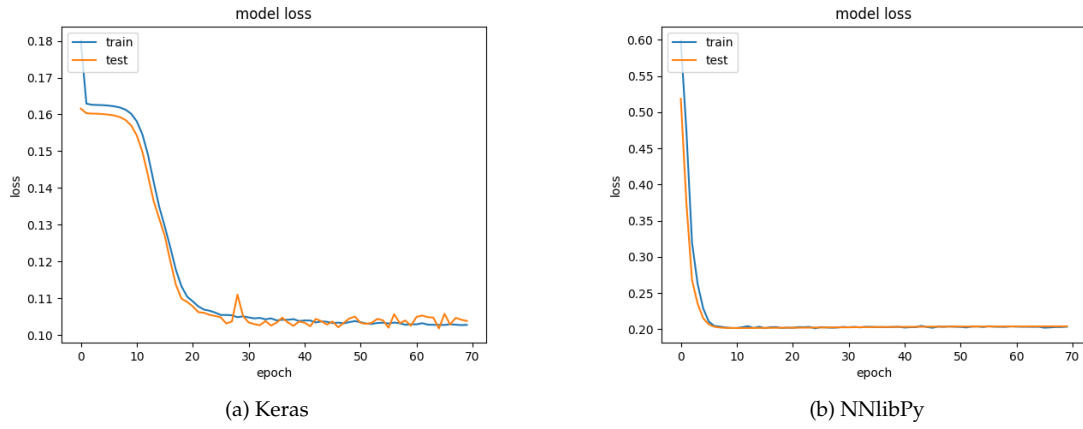 model loss
train
test
0.18
0.17
0.16
0.15
0.14
0.13
0.12
0.11
0.10
loss
0 10 20 30 40 50 60 70
epoch
(a) Keras
model loss
train
test
0.60
0.55
0.50
0.45
0.40
0.35
0.30
0.25
0.20
loss
0 10 20 30 40 50 60 70
epoch
(b) NNlibPy